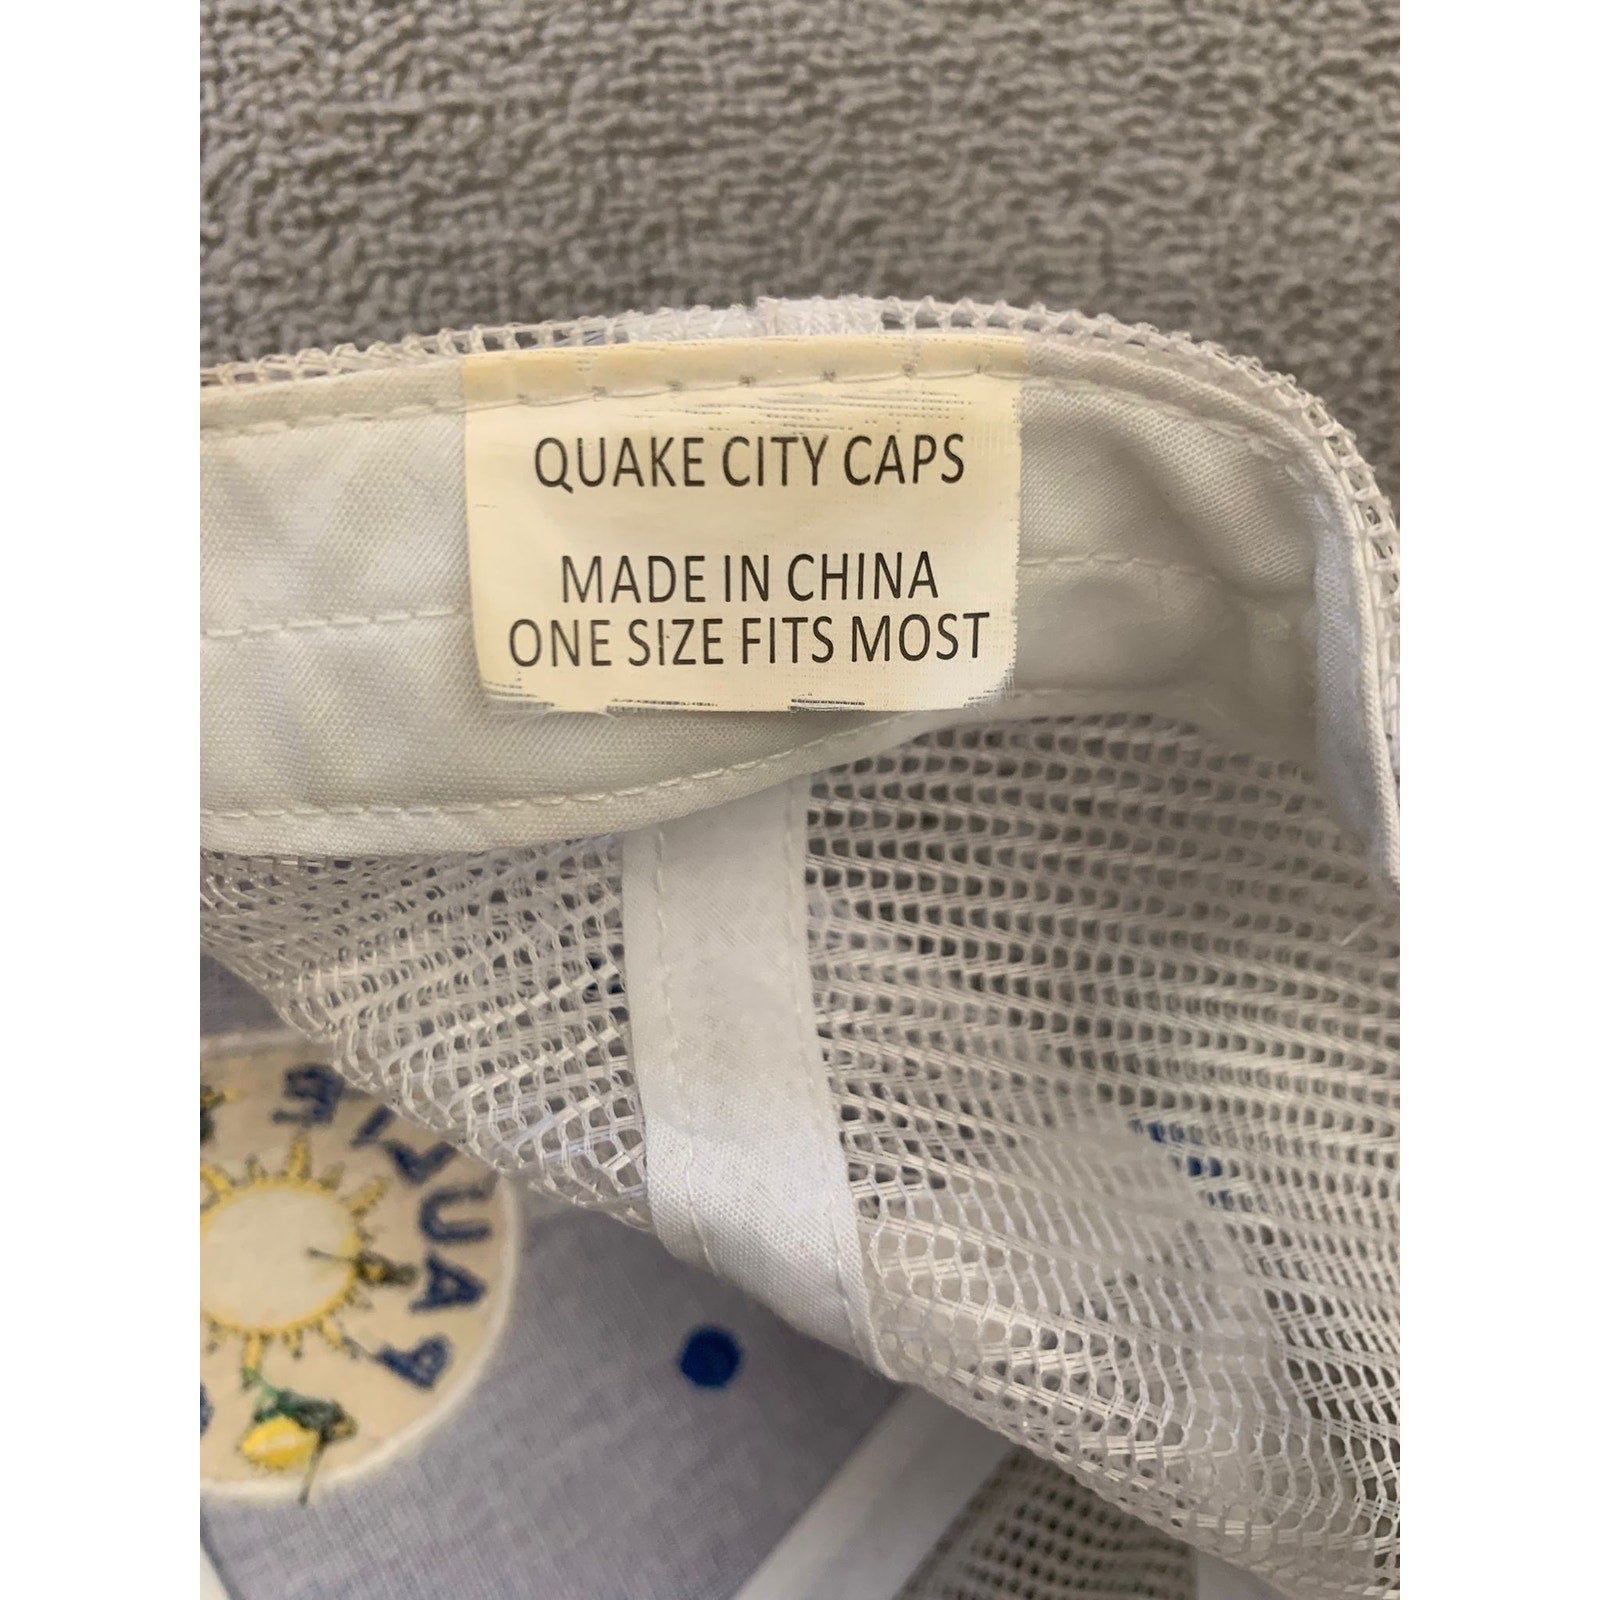 QUAKE CITY CAPS
MADE IN CHINA
ONE SIZE FITS MOST